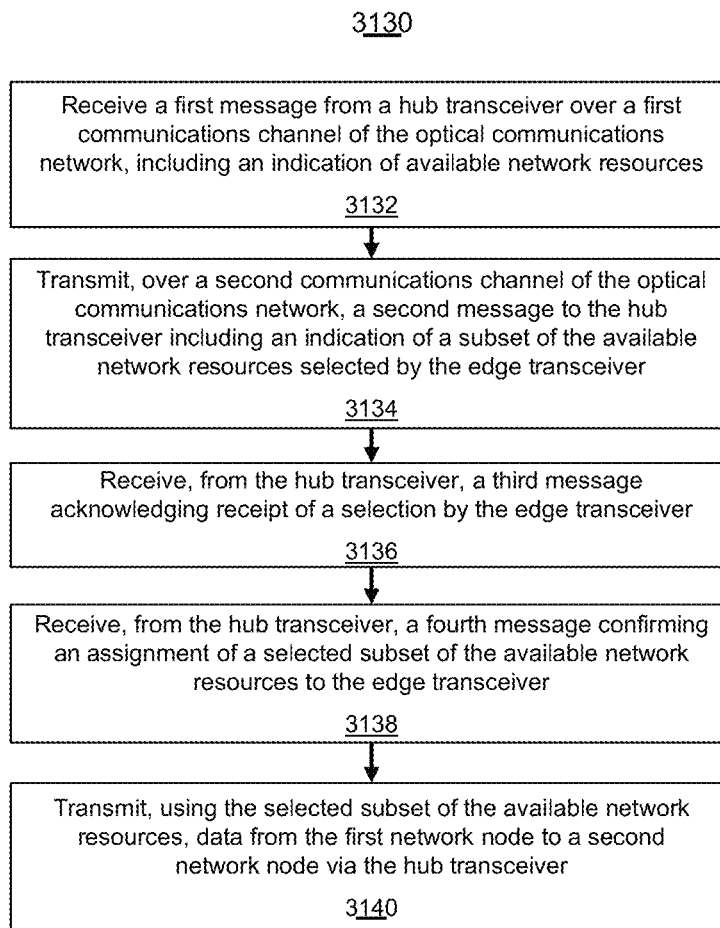 3130
Receive a first message from a hub transceiver over a first
communications channel of the optical communications
network, including an indication of available network resources
3132
Transmit, over a second communications channel of the optical
communications network, a second message to the hub
transceiver including an indication of a subset of the available
network resources selected by the edge transceiver
3134
Receive, from the hub transceiver, a third message
acknowledging receipt of a selection by the edge transceiver
3136
Receive, from the hub transceiver, a fourth message confirming
an assignment of a selected subset of the available network
resources to the edge transceiver
3138
Transmit, using the selected subset of the available network
resources, data from the first network node to a second
network node via the hub transceiver
3140